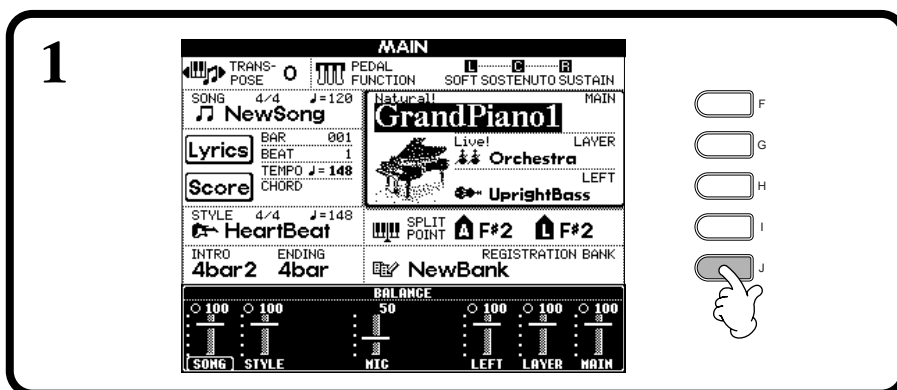 1
MAIN
TRANS-
POSE 0
PEDAL
FUNCTION
L C R
SOFT SOSTENUTO SUSTAIN
SONG 4/4 ♩=120
NewSong
Lyrics
Score
BAR 001
BEAT 1
TEMPO ♩=148
CHORD
Natural! MAIN
GrandPiano1
Live! LAYER
Orchestra
LEFT
UprightBass
STYLE 4/4 ♩=148
HeartBeat
SPLIT
POINT A F#2 L F#2
INTRO ENDING
4bar2 4bar
REGISTRATION BANK
NewBank
BALANCE
100 100 50 100 100 100
SONG STYLE MIC LEFT LAYER MAIN
F
G
H
I
J